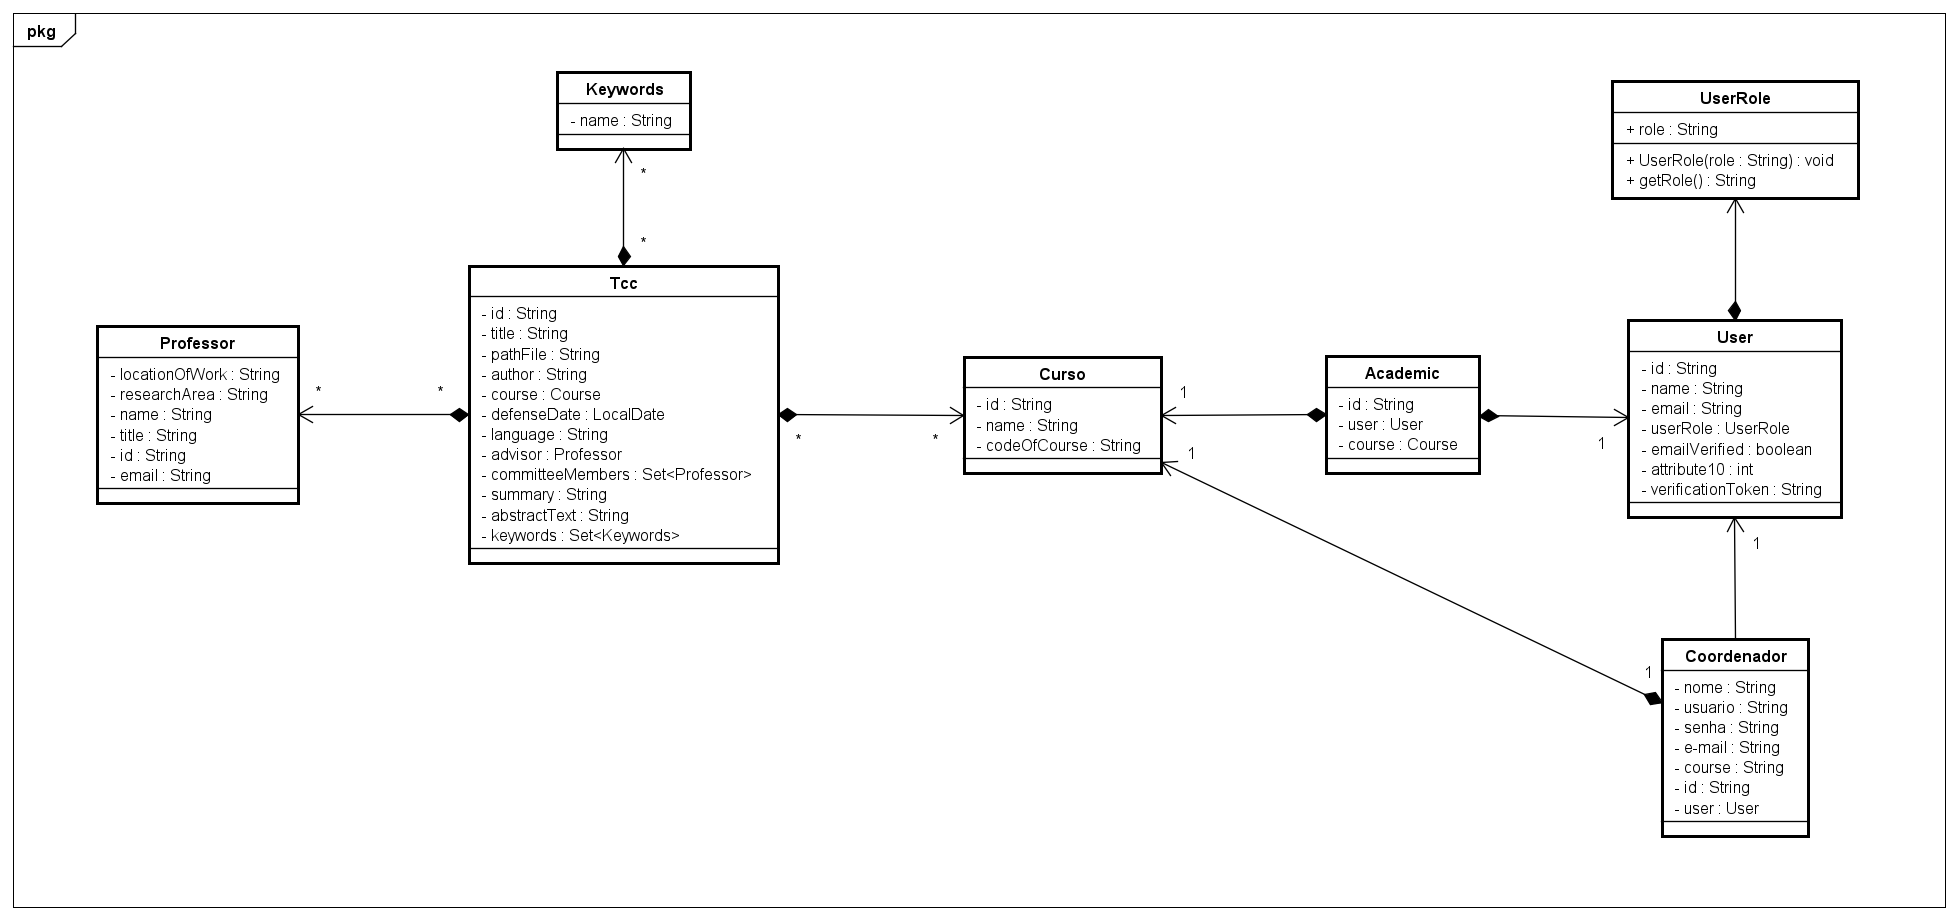 pkg
Keywords
- name : String
*
*
UserRole
+ role : String
+ UserRole(role : String) : void
+ getRole() : String
Professor
- locationOfWork : String
- researchArea : String
- name : String
- title : String
- id : String
- email : String
*
*
Tcc
- id : String
- title : String
- pathFile : String
- author : String
- course : Course
- defenseDate : LocalDate
- language : String
- advisor : Professor
- committeeMembers : Set<Professor>
- summary : String
- abstractText : String
- keywords : Set<Keywords>
*
*
Curso
- id : String
- name : String
- codeOfCourse : String
1
1
Academic
- id : String
- user : User
- course : Course
1
User
- id : String
- name : String
- email : String
- userRole : UserRole
- emailVerified : boolean
- attribute10 : int
- verificationToken : String
1
1
Coordenador
- nome : String
- usuario : String
- senha : String
- e-mail : String
- course : String
- id : String
- user : User